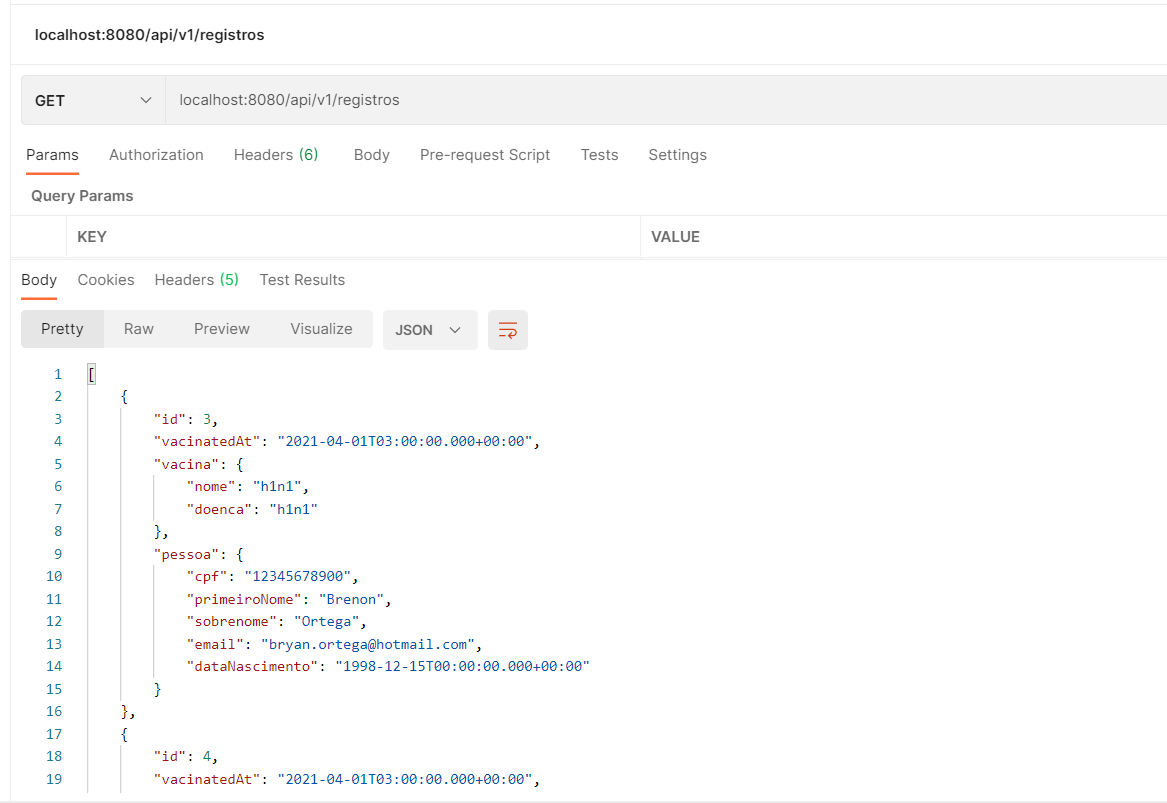 localhost:8080/api/v1/registros
GET localhost:8080/api/v1/registros
Params Authorization Headers (6) Body Pre-request Script Tests Settings
Query Params
KEY VALUE
Body Cookies Headers (5) Test Results
Pretty Raw Preview Visualize JSON
1 [
2 {
3 "id": 3,
4 "vacinatedAt": "2021-04-01T03:00:00.000+00:00",
5 "vacina": {
6 "nome": "h1n1",
7 "doenca": "h1n1"
8 },
9 "pessoa": {
10 "cpf": "12345678900",
11 "primeiroNome": "Brenon",
12 "sobrenome": "Ortega",
13 "email": "bryan.ortega@hotmail.com",
14 "dataNascimento": "1998-12-15T00:00:00.000+00:00"
15 }
16 },
17 {
18 "id": 4,
19 "vacinatedAt": "2021-04-01T03:00:00.000+00:00",